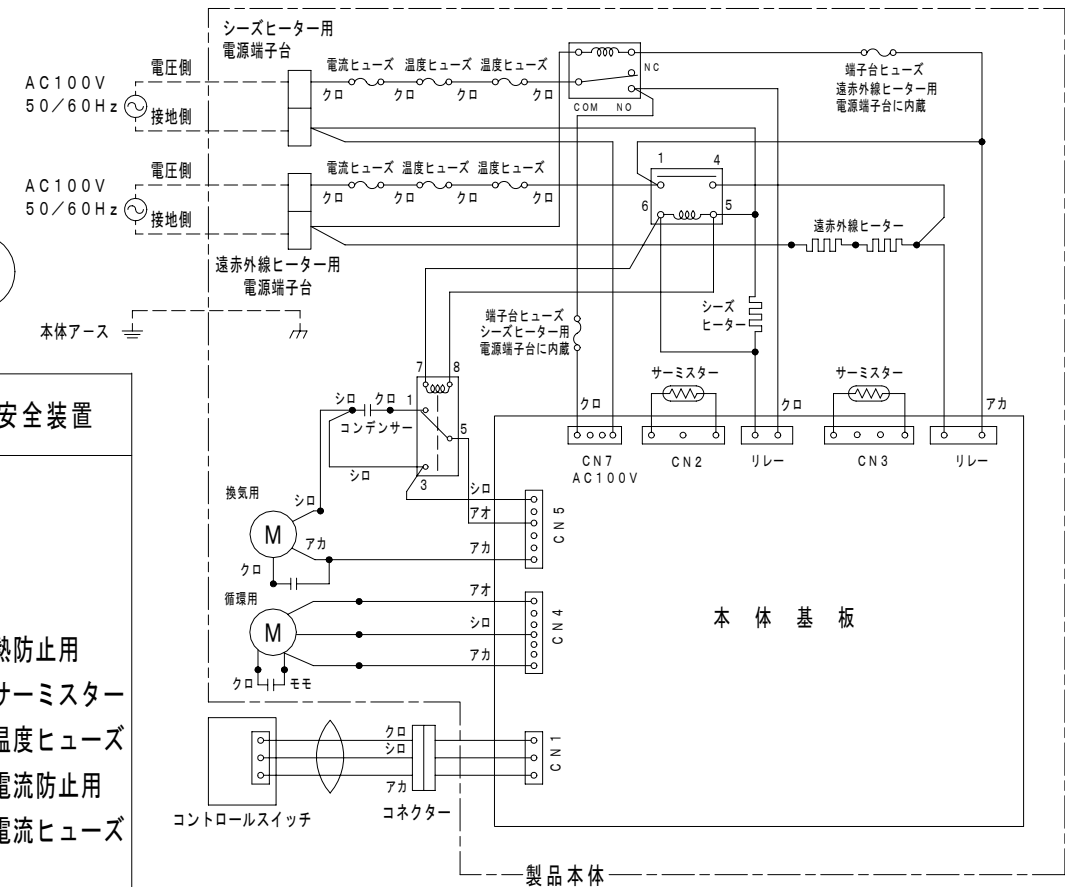 シーズヒーター用
電源端子台
AC100V
50/60Hz
電圧側
接地側
電流ヒューズ 温度ヒューズ 温度ヒューズ
クロ クロ クロ クロ
NC
COM NO
端子台ヒューズ
遠赤外線ヒーター用
電源端子台に内蔵
AC100V
50/60Hz
電圧側
接地側
電流ヒューズ 温度ヒューズ 温度ヒューズ
クロ クロ クロ クロ
1 4
6 5
遠赤外線ヒーター
遠赤外線ヒーター用
電源端子台
本体アース
シーズ
ヒーター
端子台ヒューズ
シーズヒーター用
電源端子台に内蔵
7 8
シロ クロ 1
コンデンサー
5
シロ
3
サーミスター
サーミスター
クロ
クロ
アカ
CN7
AC100V
CN2
リレー
CN3
リレー
安全装置
熱防止用
サーミスター
温度ヒューズ
電流防止用
電流ヒューズ
換気用
M
シロ
アカ
クロ
シロ
アオ
アカ
CN5
循環用
M
クロ モモ
アオ
シロ
アカ
CN4
本体基板
クロ
シロ
アカ
CN1
コントロールスイッチ
コネクター
製品本体